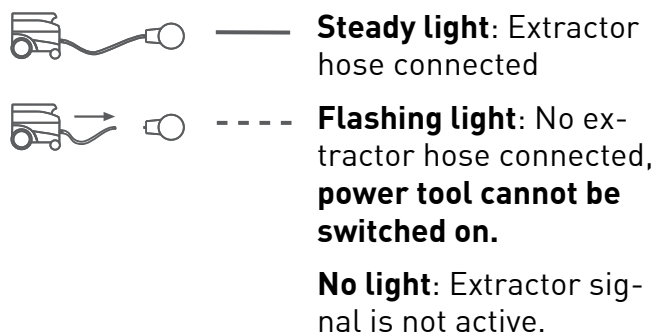 Steady light: Extractor
hose connected
Flashing light: No ex-
tractor hose connected,
power tool cannot be
switched on.
No light: Extractor sig-
nal is not active.